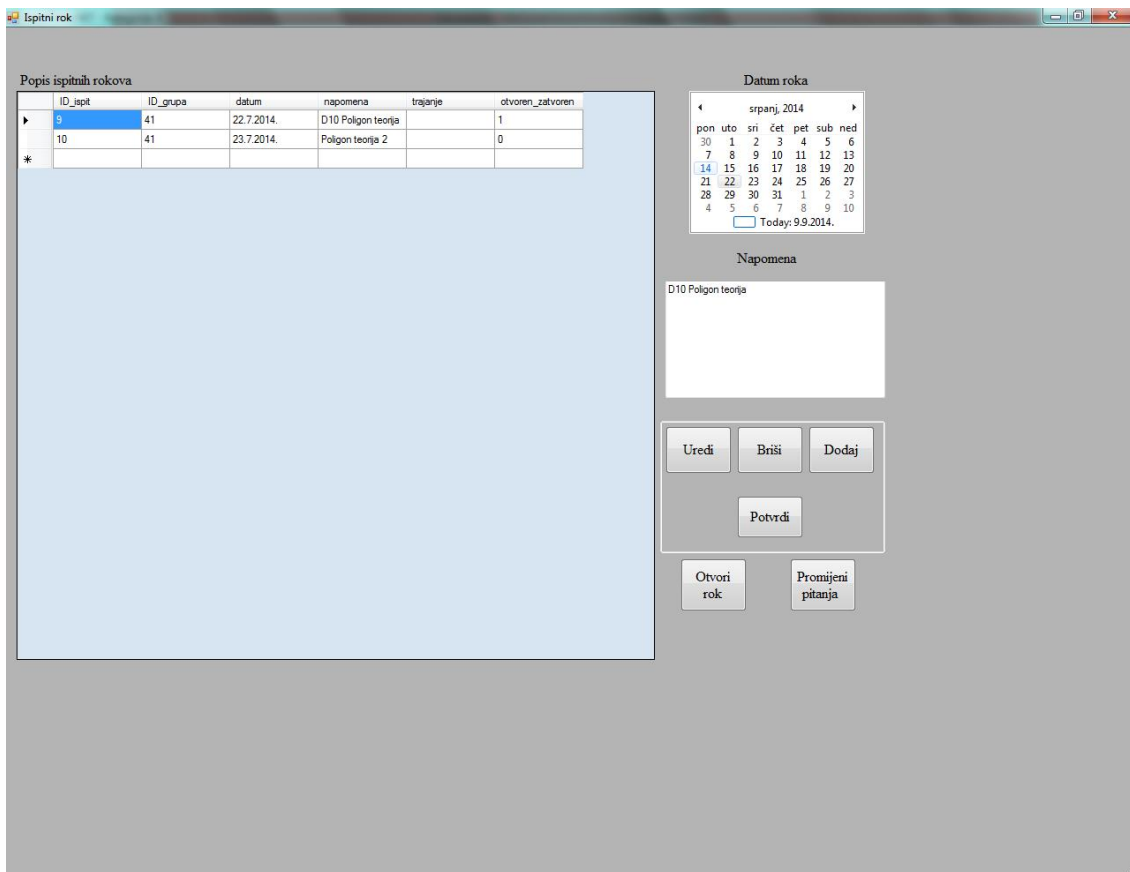 Ispitni rok
Popis ispitnih rokova
ID_ispit ID_grupa datum napomena trajanje otvoren_zatvoren
9 41 22.7.2014. D10 Poligon teorija 1
10 41 23.7.2014. Poligon teorija 2 0
Datum roka
srpanj, 2014
pon uto sri čet pet sub ned
30 1 2 3 4 5 6
7 8 9 10 11 12 13
14 15 16 17 18 19 20
21 22 23 24 25 26 27
28 29 30 31 1 2 3
4 5 6 7 8 9 10
Today: 9.9.2014.
Napomena
D10 Poligon teorija
Uredi Briši Dodaj
Potvrdi
Otvori rok
Promijeni pitanja